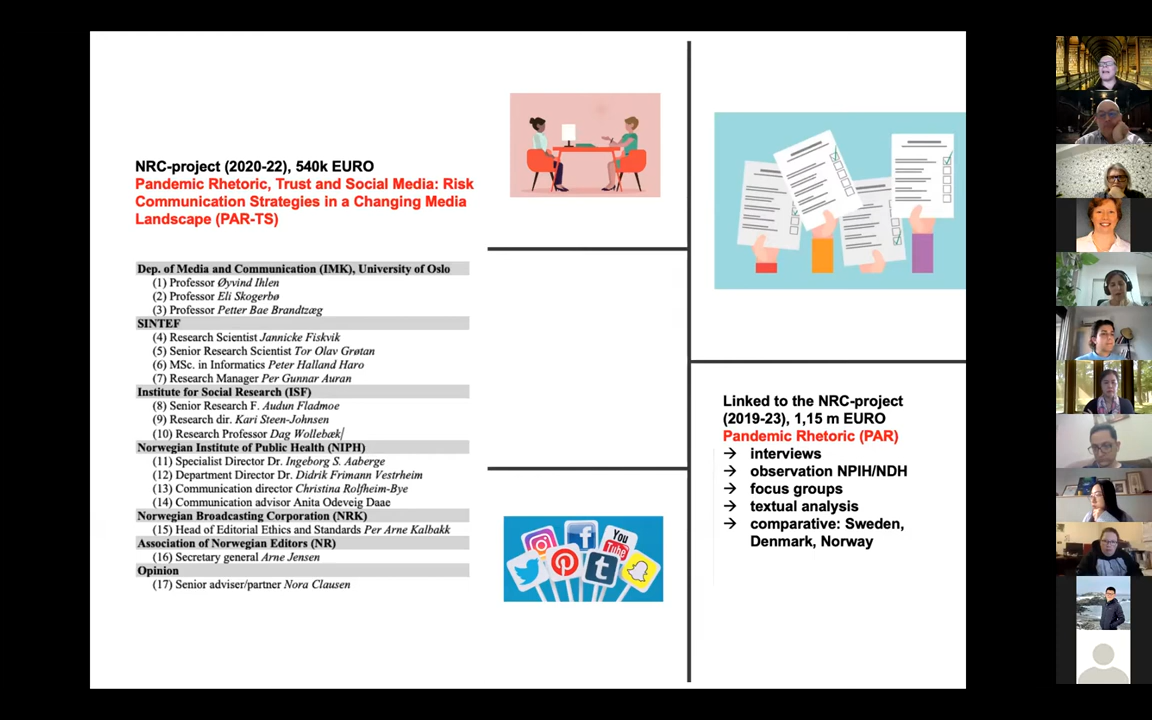 NRC-project (2020-22), 540k EURO
Pandemic Rhetoric, Trust and Social Media: Risk
Communication Strategies in a Changing Media
Landscape (PAR-TS)
Dep. of Media and Communication (IMK), University of Oslo
(1) Professor Øyvind Ihlen
(2) Professor Eli Skogerbø
(3) Professor Petter Bae Brandtzæg
SINTEF
(4) Research Scientist Jannicke Fiskvik
(5) Senior Research Scientist Tor Olav Grøtan
(6) MSc. in Informatics Peter Halland Haro
(7) Research Manager Per Gunnar Auran
Institute for Social Research (ISF)
(8) Senior Research F. Audun Fladmoe
(9) Research dir. Kari Steen-Johnsen
(10) Research Professor Dag Wollebæk/
Norwegian Institute of Public Health (NIPH)
(11) Specialist Director Dr. Ingeborg S. Aaberge
(12) Department Director Dr. Didrik Frimann Vestrheim
(13) Communication director Christina Rolfheim-Bye
(14) Communication advisor Anita Odeveig Daae
Norwegian Broadcasting Corporation (NRK)
(15) Head of Editorial Ethics and Standards Per Arne Kalbakk
Association of Norwegian Editors (NR)
(16) Secretary general Arne Jensen
Opinion
(17) Senior adviser/partner Nora Clausen
You
Tube
Linked to the NRC-project
(2019-23), 1,15 m EURO
Pandemic Rhetoric (PAR)
→ interviews
→ observation NPIH/NDH
→ focus groups
→ textual analysis
→ comparative: Sweden,
Denmark, Norway